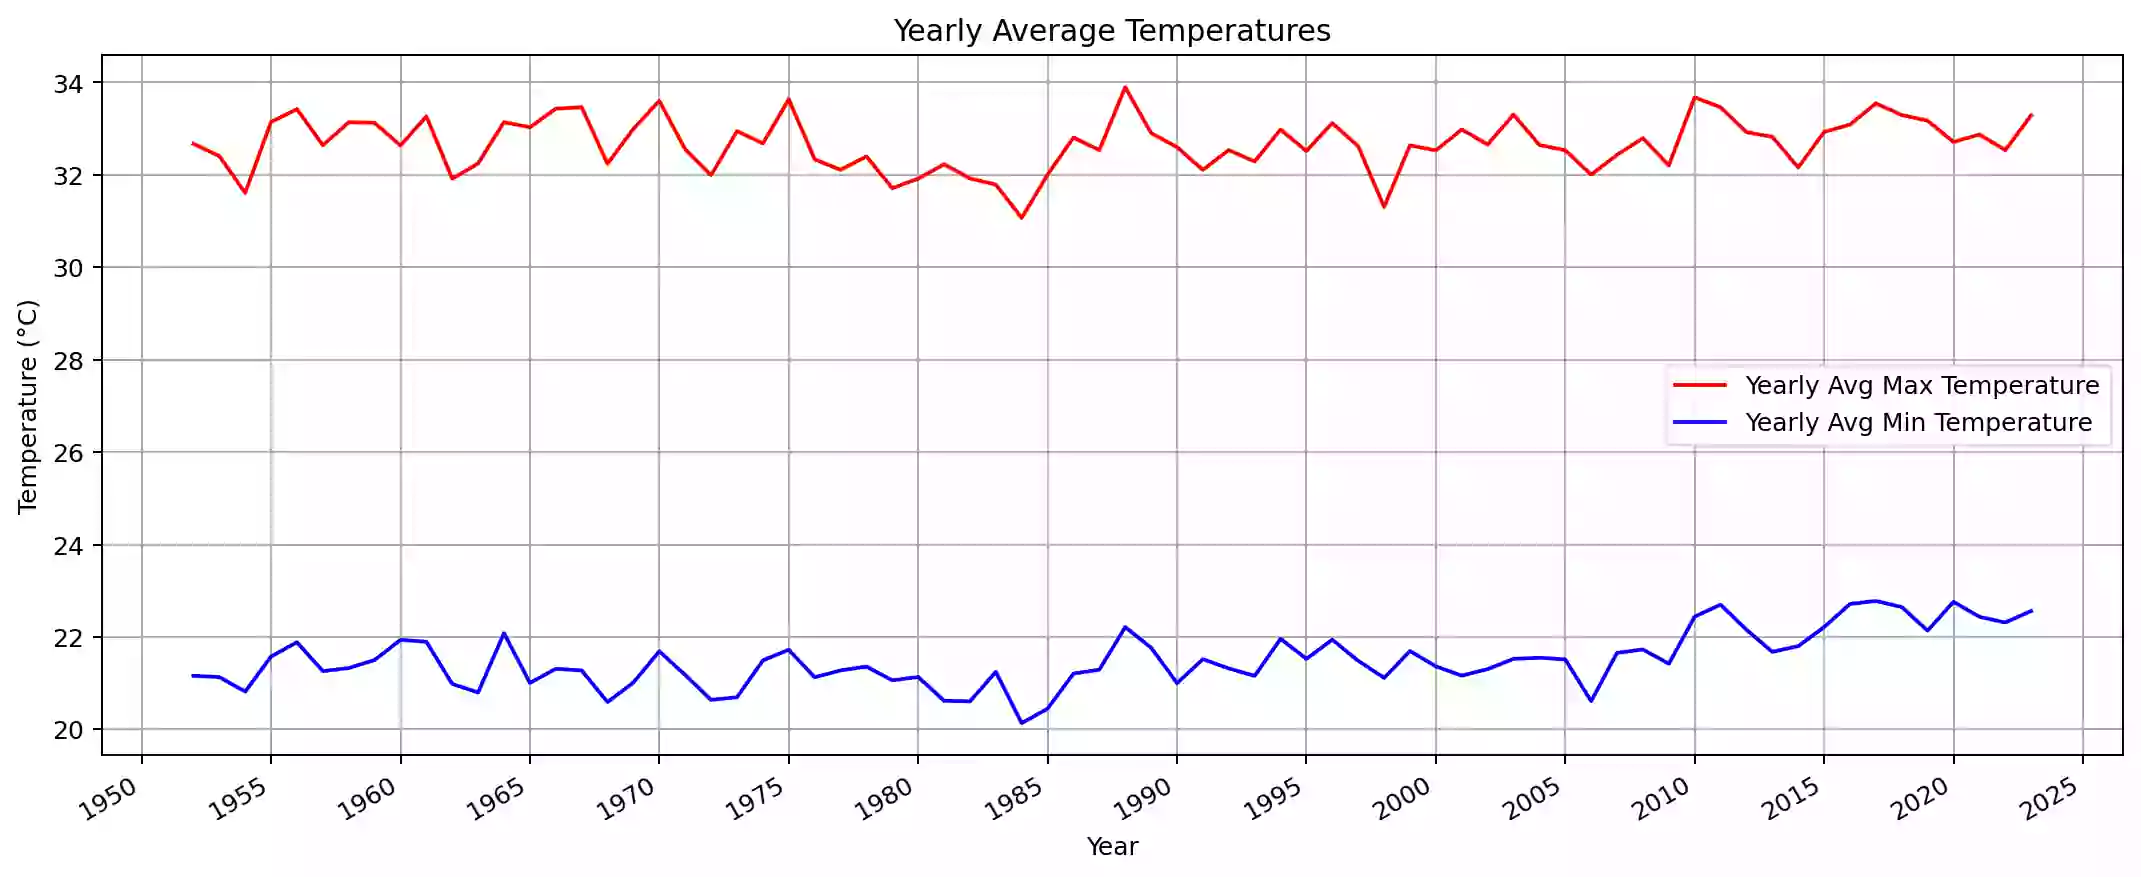 Yearly Average Temperatures
34
32
30
28
26
24
22
20
Temperature (°C)
Yearly Avg Max Temperature
Yearly Avg Min Temperature
1950 1955 1960 1965 1970 1975 1980 1985 1990 1995 2000 2005 2010 2015 2020 2025
Year